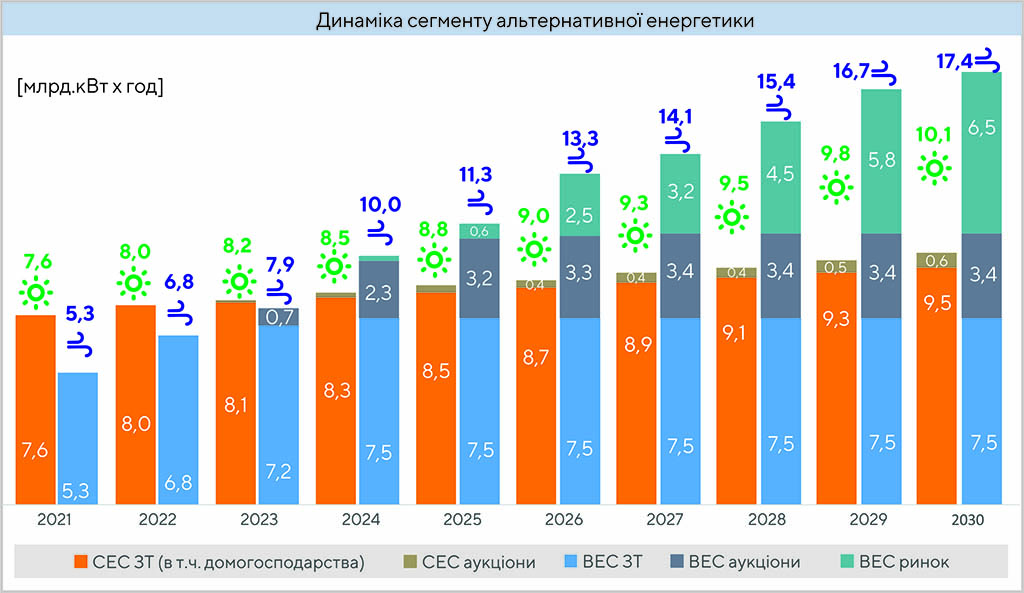 Динаміка сегменту альтернативної енергетики
[млрд.кВт х год]
7,6 5,3 8,0 6,8 8,2 7,9 8,5 10,0 8,8 11,3 9,0 13,3 9,3 14,1 9,5 15,4 9,8 16,7 10,1 17,4
7,6 5,3
8,0 6,8
8,1 0,7 7,2
8,3 2,3 7,5
8,5 0,6 3,2 7,5
0,4 8,7 2,5 3,3 7,5
0,4 8,9 3,2 3,4 7,5
0,4 9,1 4,5 3,4 7,5
0,5 9,3 5,8 3,4 7,5
0,6 9,5 6,5 3,4 7,5
2021 2022 2023 2024 2025 2026 2027 2028 2029 2030
СЕС ЗТ (в т.ч. домогосподарства) СЕС аукціони ВЕС ЗТ ВЕС аукціони ВЕС ринок